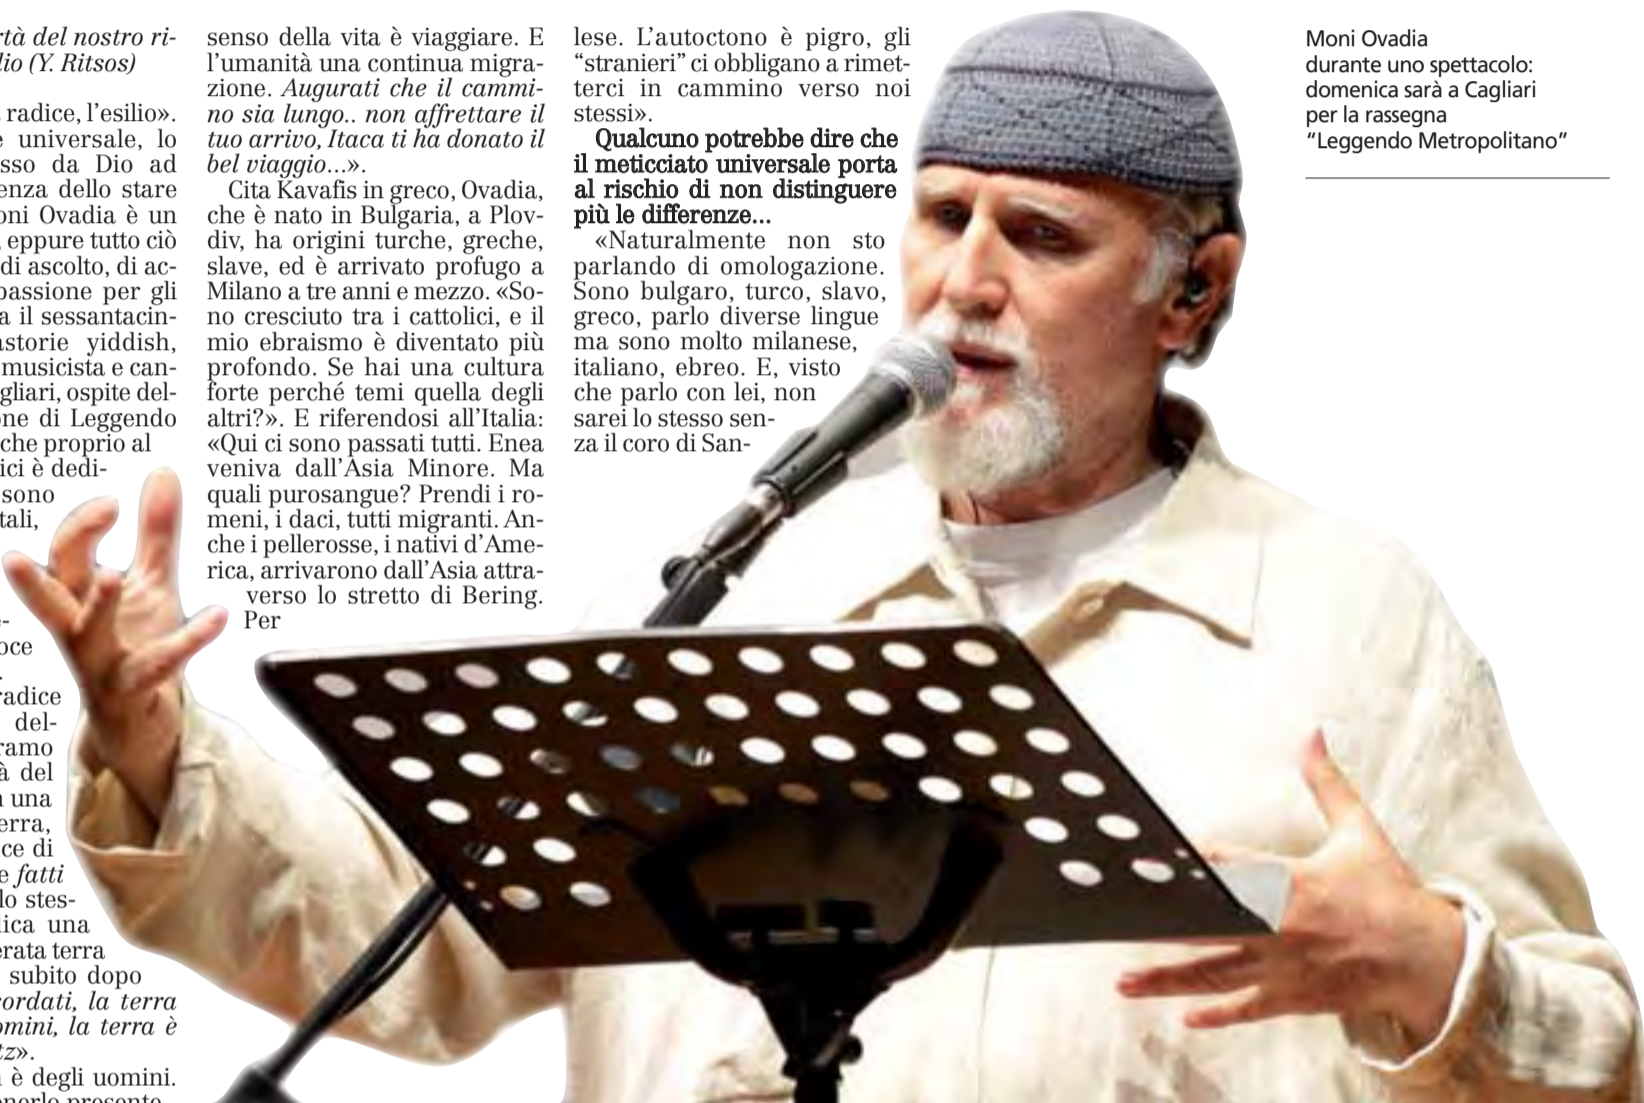 rtà del nostro ri-
lio (Y. Ritsos)
radice, l'esilio».
e universale, lo
sso da Dio ad
enza dello stare
oni Ovadia è un
, eppure tutto ciò
di ascolto, di ac-
passione per gli
a il sessantacin-
astorie yiddish,
musicista e can-
gliari, ospite del-
ne di Leggendo
che proprio al
ici è dedi-
sono
tali,
e-
oce
radice
del-
ramo
à del
una
erra,
ce di
e fatti
lo stes-
lica una
erata terra
subito dopo
cordati, la terra
omini, la terra è
tz».
è degli uomini.
nerlo presente
senso della vita è viaggiare. E
l'umanità una continua migra-
zione. Augurati che il cammi-
no sia lungo.. non affrettare il
tuo arrivo, Itaca ti ha donato il
bel viaggio...».
Cita Kavafis in greco, Ovadia,
che è nato in Bulgaria, a Plov-
div, ha origini turche, greche,
slave, ed è arrivato profugo a
Milano a tre anni e mezzo. «So-
no cresciuto tra i cattolici, e il
mio ebraismo è diventato più
profondo. Se hai una cultura
forte perché temi quella degli
altri?». E riferendosi all'Italia:
«Qui ci sono passati tutti. Enea
veniva dall'Asia Minore. Ma
quali purosangue? Prendi i ro-
meni, i daci, tutti migranti. An-
che i pellerosse, i nativi d'Ame-
rica, arrivarono dall'Asia attra-
verso lo stretto di Bering.
Per
lese. L'autoctono è pigro, gli
“stranieri” ci obbligano a rimet-
terci in cammino verso noi
stessi».
Qualcuno potrebbe dire che
il meticciato universale porta
al rischio di non distinguere
più le differenze...
«Naturalmente non sto
parlando di omologazione.
Sono bulgaro, turco, slavo,
greco, parlo diverse lingue
ma sono molto milanese,
italiano, ebreo. E, visto
che parlo con lei, non
sarei lo stesso sen-
za il coro di San-
Moni Ovadia
durante uno spettacolo:
domenica sarà a Cagliari
per la rassegna
“Leggendo Metropolitano”